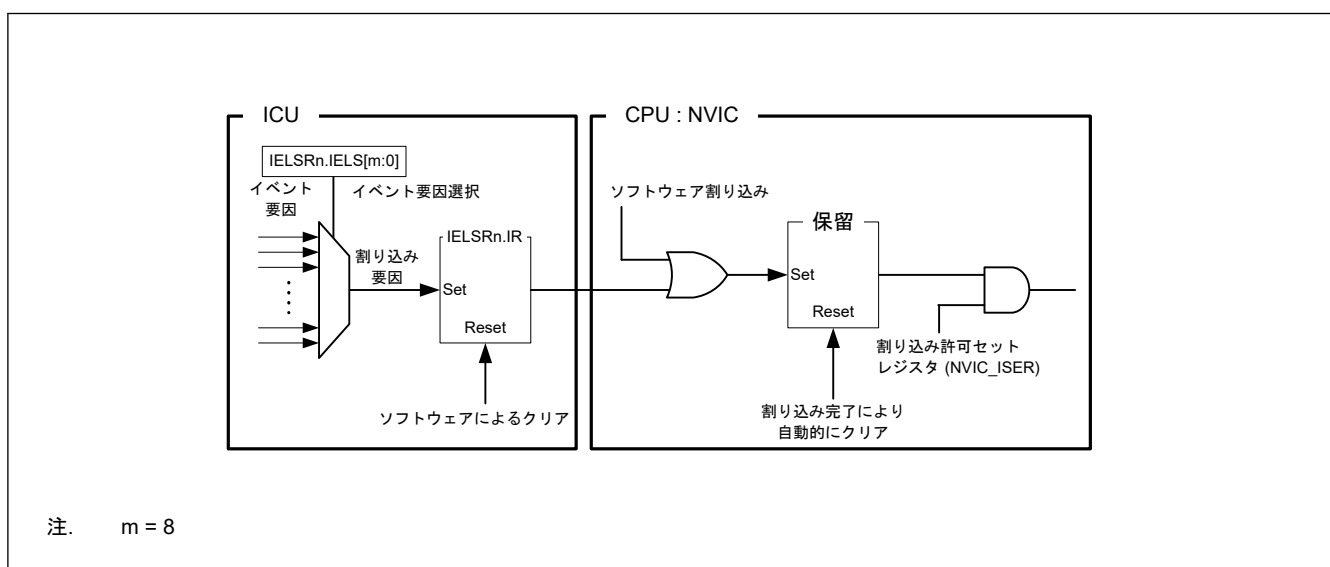 ICU
IELSRn.IELS[m:0]
イベント
要因
イベント要因選択
割り込み
要因
IELSRn.IR
Set
Reset
ソフトウェアによるクリア
CPU : NVIC
ソフトウェア割り込み
保留
Set
Reset
割り込み許可セット
レジスタ (NVIC_ISER)
割り込み完了により
自動的にクリア
注. m = 8